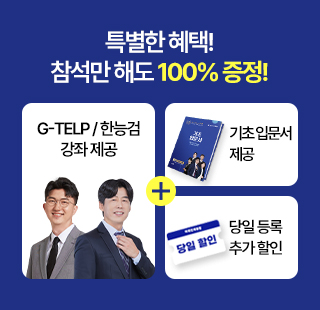 특별한 혜택!
참석만 해도 100% 증정!
G-TELP / 한능검
강좌 제공
기초 입문서
제공
당일 할인
당일 등록
추가 할인